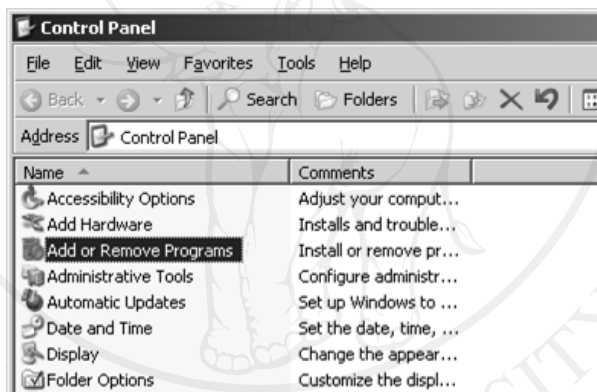 Control Panel
File Edit View Favorites Tools Help
Back Search Folders
Address Control Panel
Name Comments
Accessibility Options Adjust your comput...
Add Hardware Installs and trouble...
Add or Remove Programs Install or remove pr...
Administrative Tools Configure administr...
Automatic Updates Set up Windows to ...
Date and Time Set the date, time, ...
Display Change the appear...
Folder Options Customize the displ...